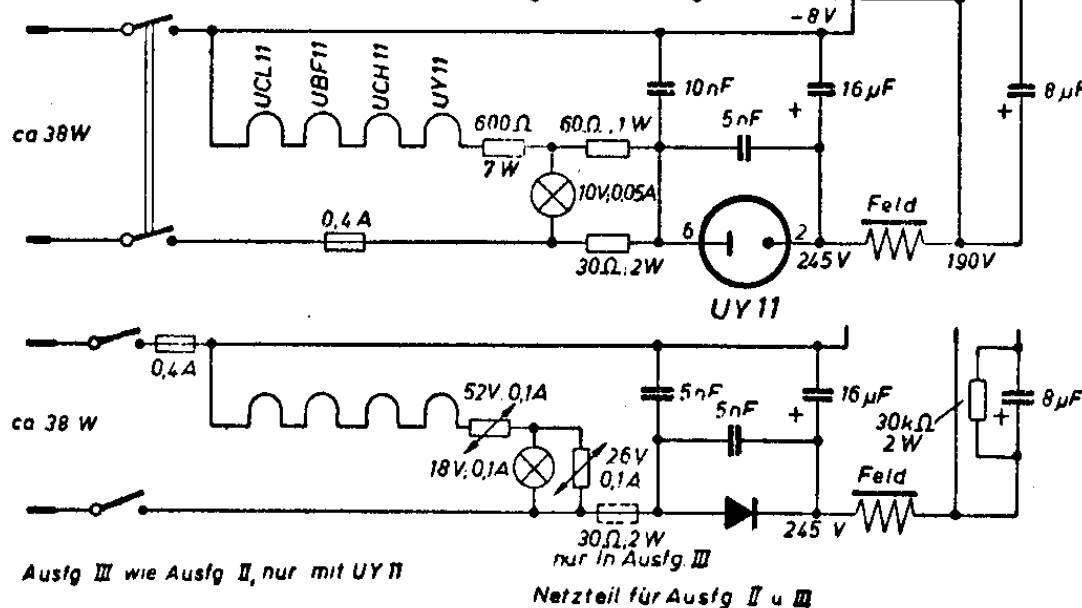 -8V
UCL11
UBF11
UCH11
UY11
10nF
16µF
8µF
ca 38W
600Ω
7W
60Ω, 1W
5nF
+
+
10V, 0,05A
0,4A
30Ω, 2W
6
2
245V
Feld
190V
UY11
0,4A
52V, 0,1A
5nF
5nF
16µF
+
8µF
+
30kΩ
2W
ca 38 W
18V, 0,1A
26V
0,1A
Feld
30Ω, 2W
245 V
nur in Ausfg. III
Ausfg III wie Ausfg II, nur mit UY11
Netzteil für Ausfg II u III